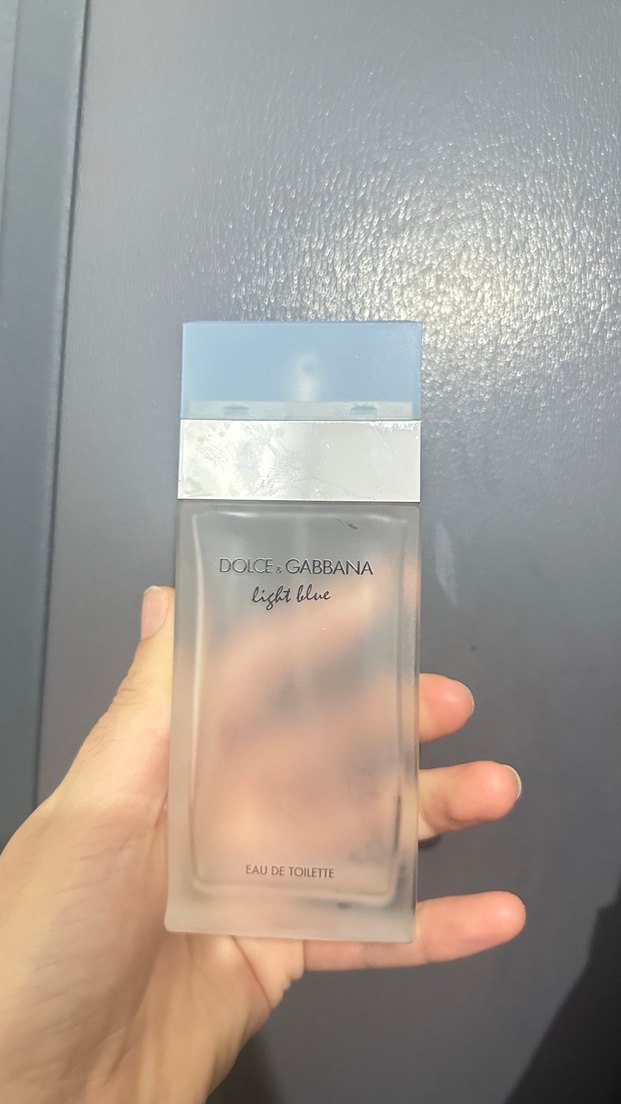 DOLCE & GABBANA
light blue
EAU DE TOILETTE